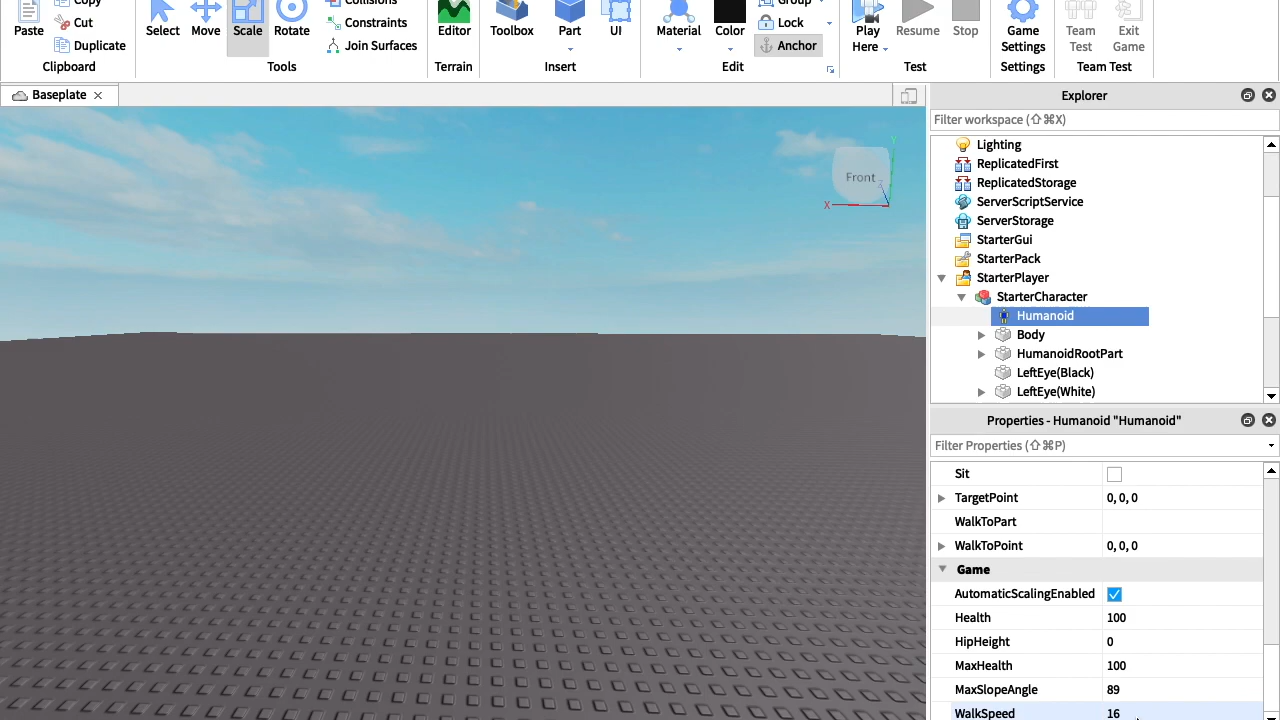 Copy
Collisions
Group
Cut
Constraints
Lock
Paste
Select
Move
Scale
Rotate
Editor
Toolbox
Part
UI
Material
Color
Play
Here
Resume
Stop
Game
Settings
Team
Test
Exit
Game
Duplicate
Join Surfaces
Anchor
Clipboard
Tools
Terrain
Insert
Edit
Test
Settings
Team Test
Baseplate
Explorer
Filter workspace (⇧⌘X)
Lighting
ReplicatedFirst
ReplicatedStorage
ServerScriptService
ServerStorage
StarterGui
StarterPack
StarterPlayer
StarterCharacter
Humanoid
Body
HumanoidRootPart
LeftEye(Black)
LeftEye(White)
Y
Front
X
Properties - Humanoid "Humanoid"
Filter Properties (⇧⌘P)
Sit
TargetPoint 0, 0, 0
WalkToPart
WalkToPoint 0, 0, 0
Game
AutomaticScalingEnabled
Health 100
HipHeight 0
MaxHealth 100
MaxSlopeAngle 89
WalkSpeed 16